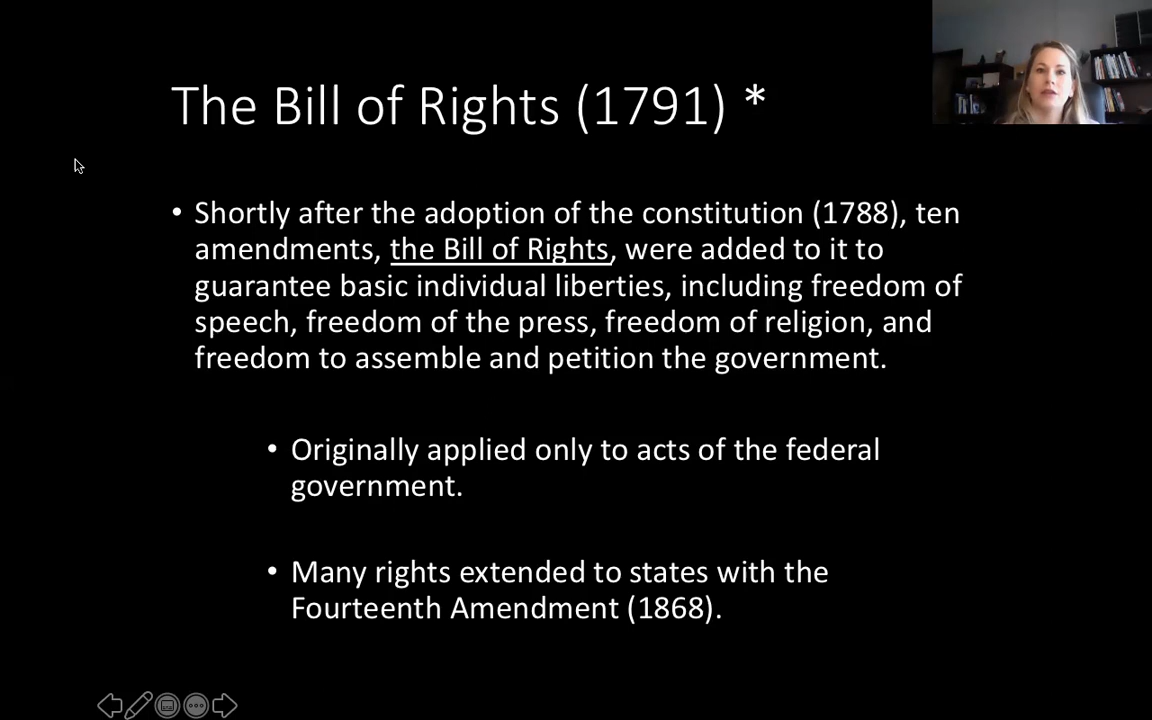 The Bill of Rights (1791) *
• Shortly after the adoption of the constitution (1788), ten
amendments, the Bill of Rights, were added to it to
guarantee basic individual liberties, including freedom of
speech, freedom of the press, freedom of religion, and
freedom to assemble and petition the government.
• Originally applied only to acts of the federal
government.
• Many rights extended to states with the
Fourteenth Amendment (1868).